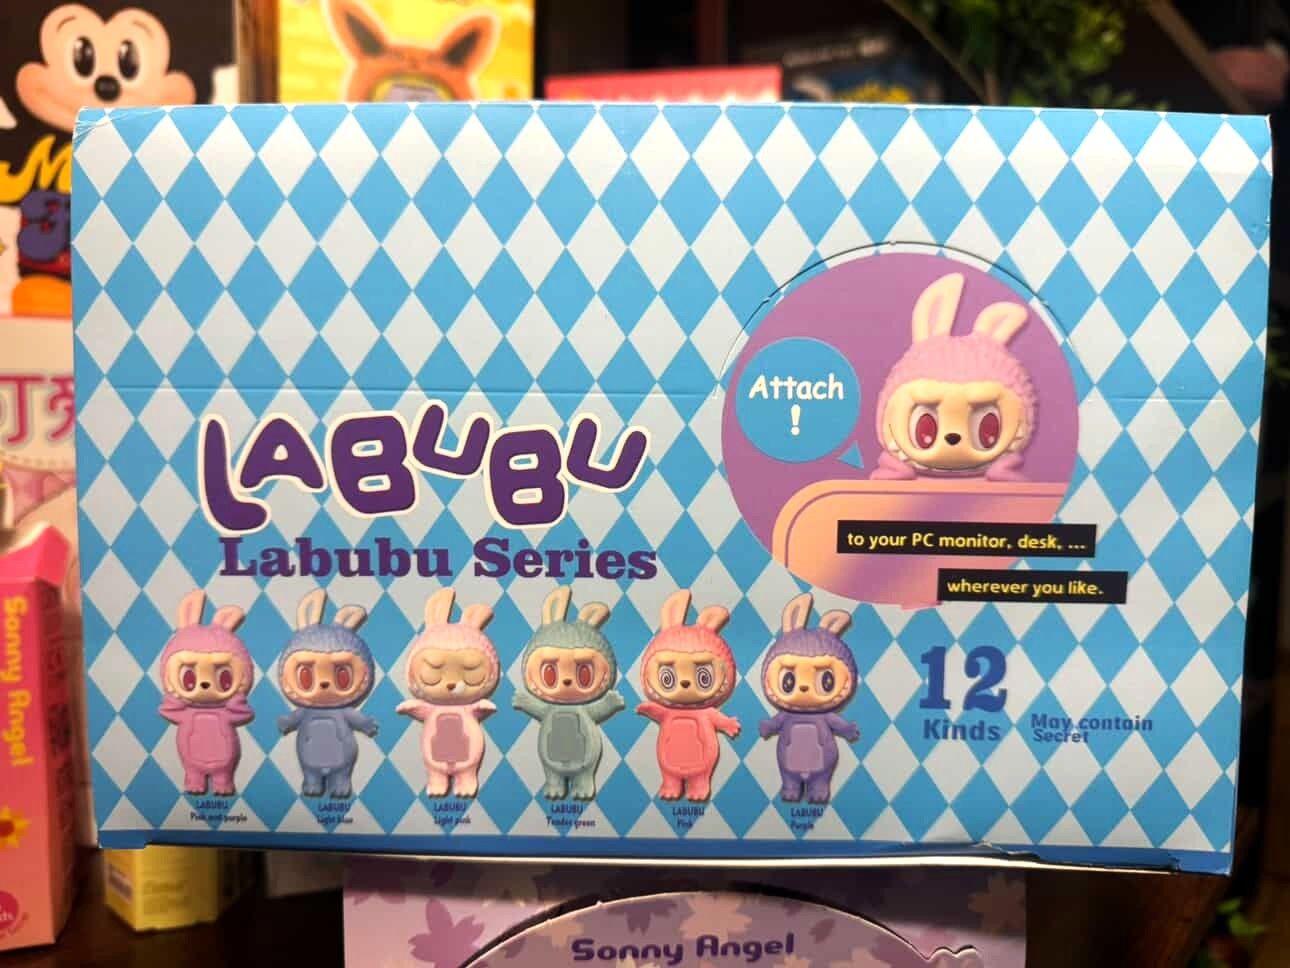 LABUBU
Labubu Series
Attach
!
to your PC monitor, desk, ...
wherever you like.
12
Kinds
May contain
Secret
LABUBU
Pink and purple
LABUBU
Light blue
LABUBU
Light pink
LABUBU
Tender green
LABUBU
Pink
LABUBU
Purple
Sonny Angel
Sonny Angel